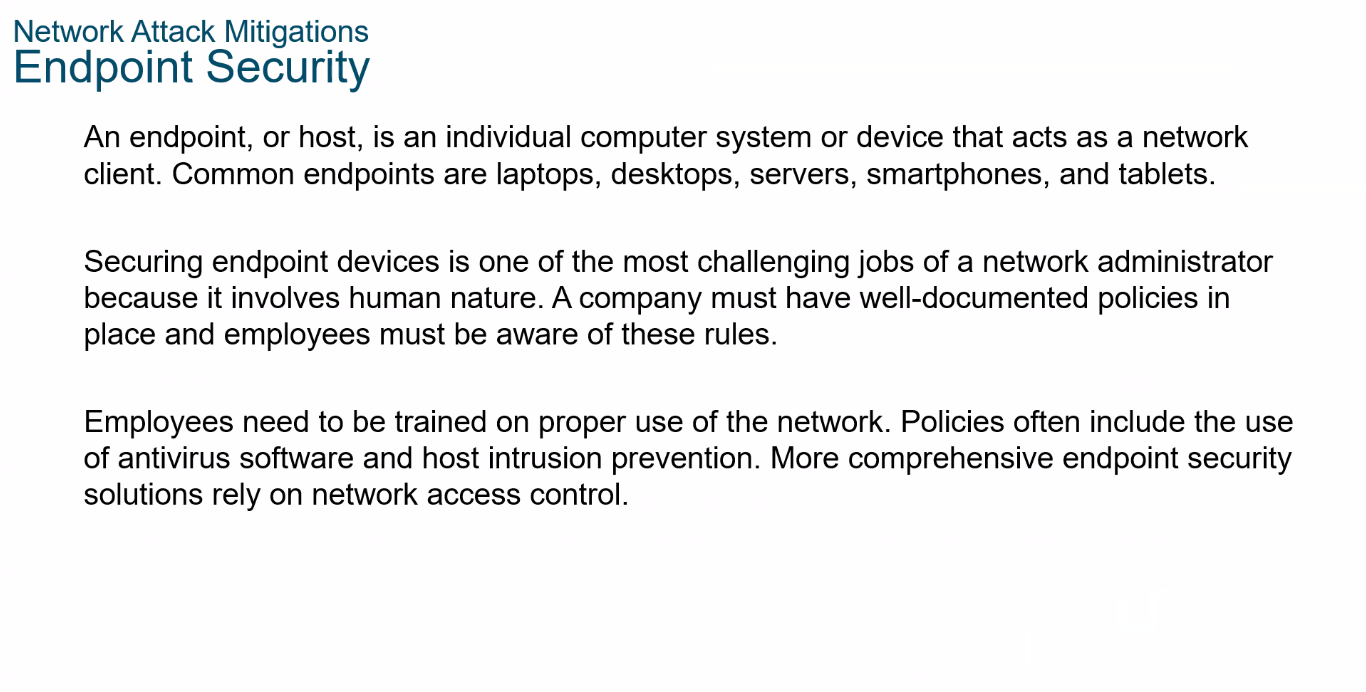 Network Attack Mitigations
Endpoint Security
An endpoint, or host, is an individual computer system or device that acts as a network
client. Common endpoints are laptops, desktops, servers, smartphones, and tablets.
Securing endpoint devices is one of the most challenging jobs of a network administrator
because it involves human nature. A company must have well-documented policies in
place and employees must be aware of these rules.
Employees need to be trained on proper use of the network. Policies often include the use
of antivirus software and host intrusion prevention. More comprehensive endpoint security
solutions rely on network access control.